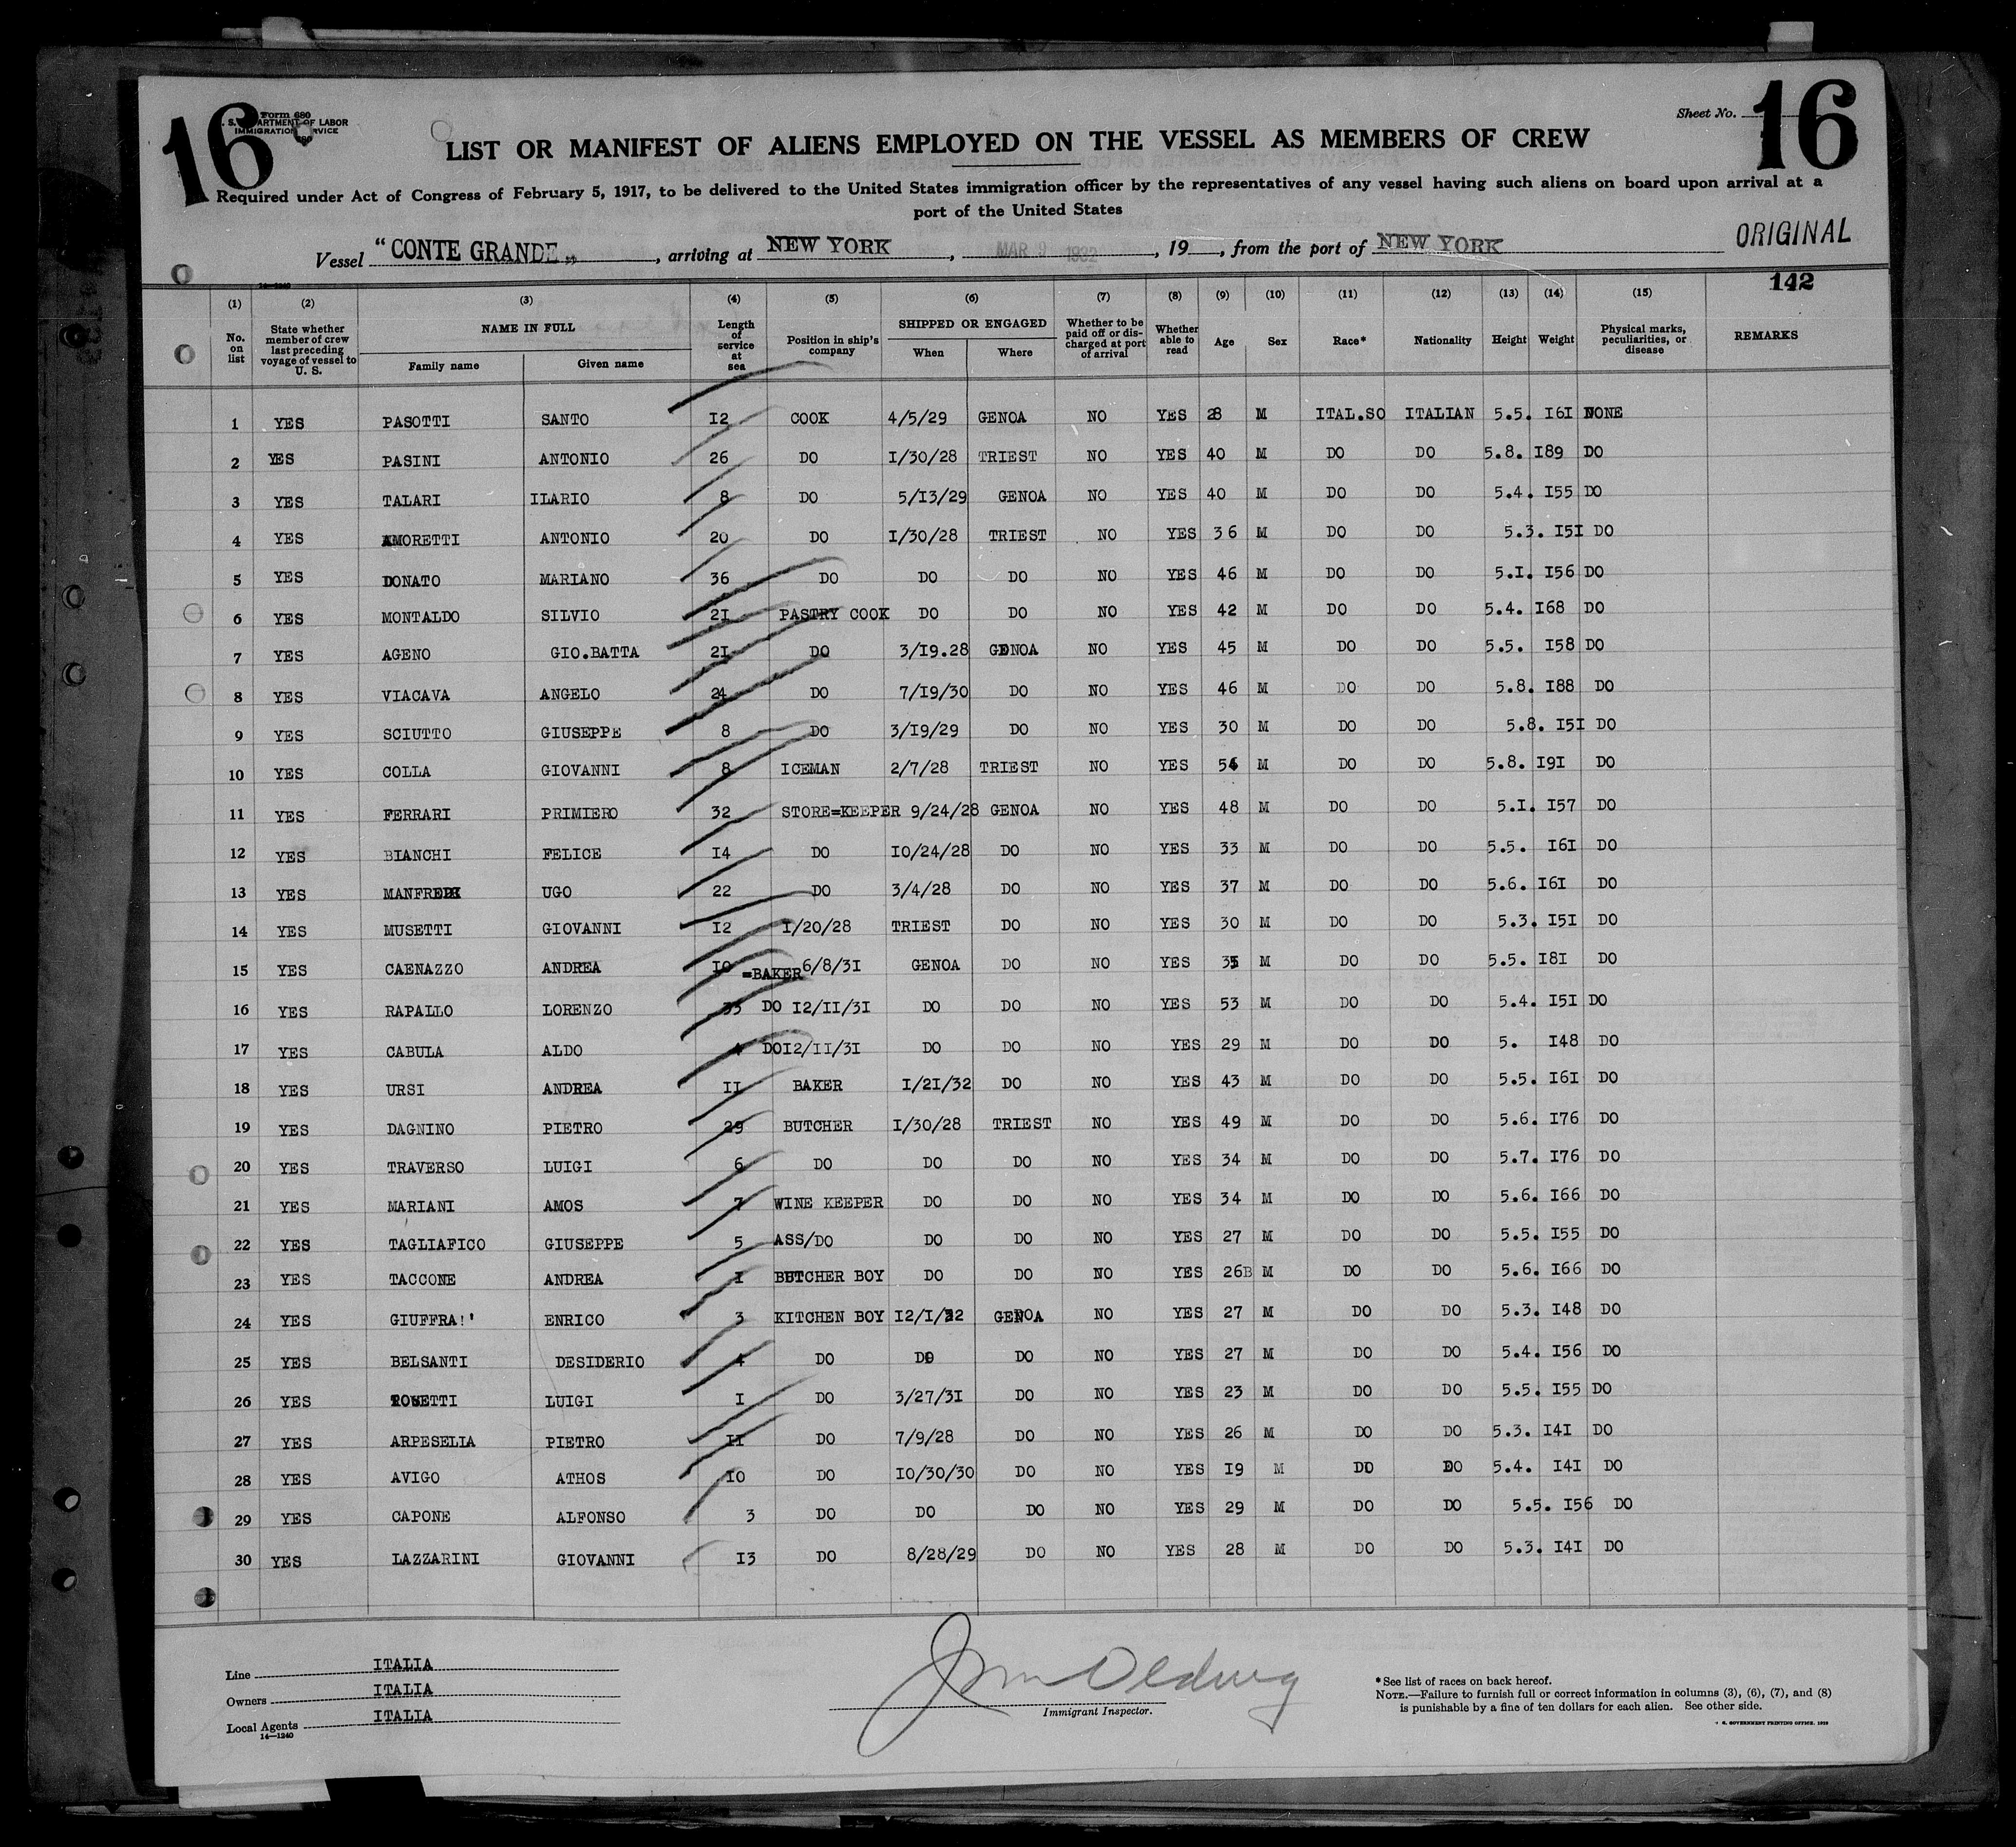 16
Form 680
U. S. DEPARTMENT OF LABOR
IMMIGRATION SERVICE
Sheet No. 16
LIST OR MANIFEST OF ALIENS EMPLOYED ON THE VESSEL AS MEMBERS OF CREW
Required under Act of Congress of February 5, 1917, to be delivered to the United States immigration officer by the representatives of any vessel having such aliens on board upon arrival at a
port of the United States
ORIGINAL
Vessel "CONTE GRANDE", arriving at NEW YORK, MAR 9 1932, 19, from the port of NEW YORK
14—1240
142
(1) (2) (3) (4) (5) (6) (7) (8) (9) (10) (11) (12) (13) (14) (15)
No. on list State whether member of crew last preceding voyage of vessel to U. S. NAME IN FULL Family name Given name Length of service at sea Position in ship's company SHIPPED OR ENGAGED When Where Whether to be paid off or discharged at port of arrival Whether able to read Age Sex Race* Nationality Height Weight Physical marks, peculiarities, or disease REMARKS
1 YES PASOTTI SANTO I2 COOK 4/5/29 GENOA NO YES 28 M ITAL.SO ITALIAN 5.5. I6I NONE
2 YES PASINI ANTONIO 26 DO I/30/28 TRIEST NO YES 40 M DO DO 5.8. I89 DO
3 YES TALARI ILARIO 8 DO 5/I3/29 GENOA NO YES 40 M DO DO 5.4. I55 DO
4 YES AMORETTI ANTONIO 20 DO I/30/28 TRIEST NO YES 36 M DO DO 5.3. I5I DO
5 YES DONATO MARIANO 36 DO DO DO NO YES 46 M DO DO 5.I. I56 DO
6 YES MONTALDO SILVIO 2I PASTRY COOK DO DO NO YES 42 M DO DO 5.4. I68 DO
7 YES AGENO GIO.BATTA 2I DO 3/I9.28 GENOA NO YES 45 M DO DO 5.5. I58 DO
8 YES VIACAVA ANGELO 24 DO 7/I9/30 DO NO YES 46 M DO DO 5.8. I88 DO
9 YES SCIUTTO GIUSEPPE 8 DO 3/I9/29 DO NO YES 30 M DO DO 5.8. I5I DO
10 YES COLLA GIOVANNI 8 ICEMAN 2/7/28 TRIEST NO YES M DO DO 5.8. I9I DO
11 YES FERRARI PRIMIERO 32 STORE=KEEPER 9/24/28 GENOA NO YES 48 M DO DO 5.I. I57 DO
12 YES BIANCHI FELICE I4 DO I0/24/28 DO NO YES 33 M DO DO 5.5. I6I DO
13 YES UGO 22 DO 3/4/28 DO NO YES 37 M DO DO 5.6. I6I DO
14 YES MUSETTI GIOVANNI I2 I/20/28 TRIEST DO NO YES 30 M DO DO 5.3. I5I DO
15 YES CAENAZZO ANDREA I0 =BAKER 6/8/3I GENOA DO NO YES M DO DO 5.5. I8I DO
16 YES RAPALLO LORENZO 33 DO I2/II/3I DO DO NO YES 53 M DO DO 5.4. I5I DO
17 YES CABULA ALDO 4 DO I2/II/3I DO DO NO YES 29 M DO DO 5. I48 DO
18 YES URSI ANDREA II BAKER I/2I/32 DO NO YES 43 M DO DO 5.5. I6I DO
19 YES DAGNINO PIETRO 29 BUTCHER I/30/28 TRIEST NO YES 49 M DO DO 5.6. I76 DO
20 YES TRAVERSO LUIGI 6 DO DO DO NO YES 34 M DO DO 5.7. I76 DO
21 YES MARIANI AMOS 7 WINE KEEPER DO DO NO YES 34 M DO DO 5.6. I66 DO
22 YES TAGLIAFICO GIUSEPPE 5 ASS/DO DO DO NO YES 27 M DO DO 5.5. I55 DO
23 YES TACCONE ANDREA I BUTCHER BOY DO DO NO YES 26B M DO DO 5.6. I66 DO
24 YES GIUFFRA!' ENRICO 3 KITCHEN BOY GENOA NO YES 27 M DO DO 5.3. I48 DO
25 YES BELSANTI DESIDERIO 4 DO DO DO NO YES 27 M DO DO 5.4. I56 DO
26 YES LUIGI I DO 3/27/3I DO NO YES 23 M DO DO 5.5. I55 DO
27 YES ARPESELIA PIETRO II DO 7/9/28 DO NO YES 26 M DO DO 5.3. I4I DO
28 YES AVIGO ATHOS I0 DO I0/30/30 DO NO YES I9 M DO DO 5.4. I4I DO
29 YES CAPONE ALFONSO 3 DO DO DO NO YES 29 M DO DO 5.5. I56 DO
30 YES LAZZARINI GIOVANNI I3 DO 8/28/29 DO NO YES 28 M DO DO 5.3. I4I DO
Line ITALIA
Owners ITALIA
Local Agents ITALIA
14—1240
Immigrant Inspector.
*See list of races on back hereof.
NOTE.—Failure to furnish full or correct information in columns (3), (6), (7), and (8)
is punishable by a fine of ten dollars for each alien. See other side.
GOVERNMENT PRINTING OFFICE